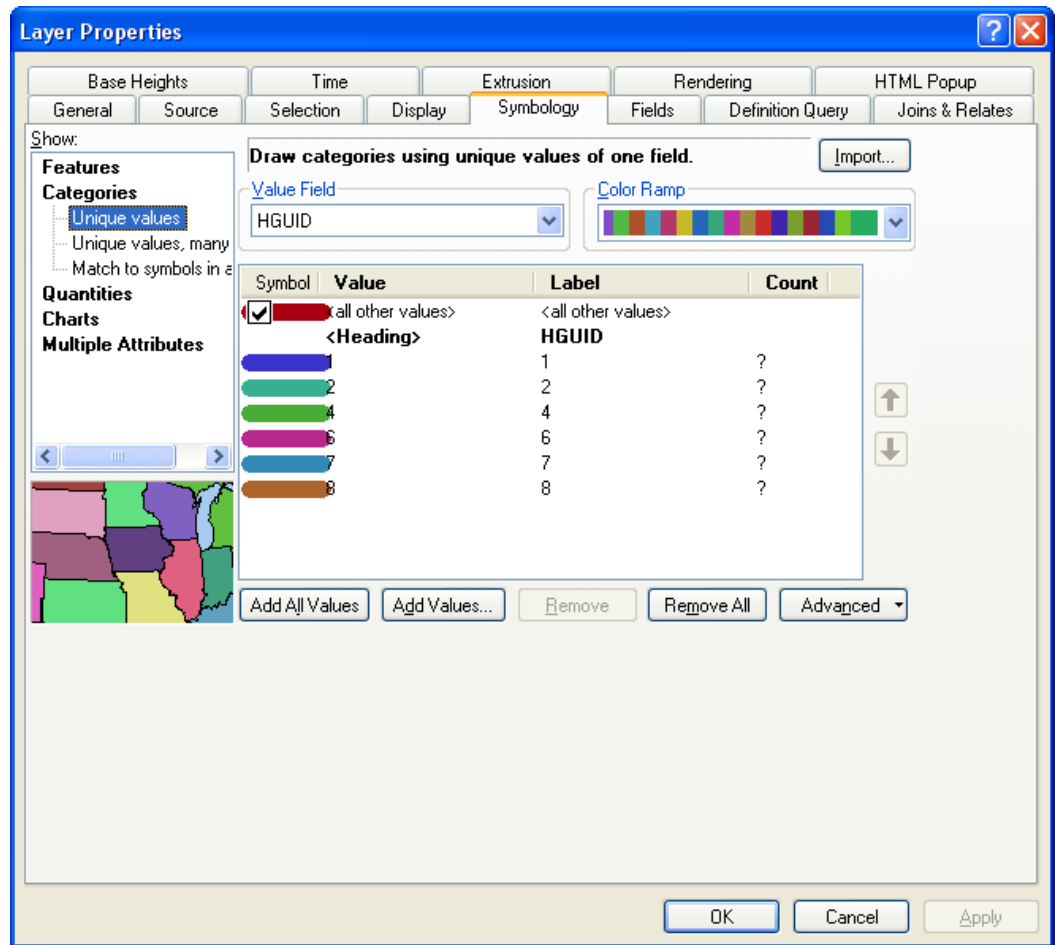 Layer Properties
Base Heights Time Extrusion Rendering HTML Popup
General Source Selection Display Symbology Fields Definition Query Joins & Relates
Show:
Features
Categories
Unique values
Unique values, many
Match to symbols in a
Quantities
Charts
Multiple Attributes
Draw categories using unique values of one field.
Import...
Value Field
HGUID
Color Ramp
Symbol Value Label Count
<all other values> <all other values>
<Heading> HGUID
1 1 ?
2 2 ?
4 4 ?
6 6 ?
7 7 ?
8 8 ?
Add All Values Add Values... Remove Remove All Advanced
OK Cancel Apply